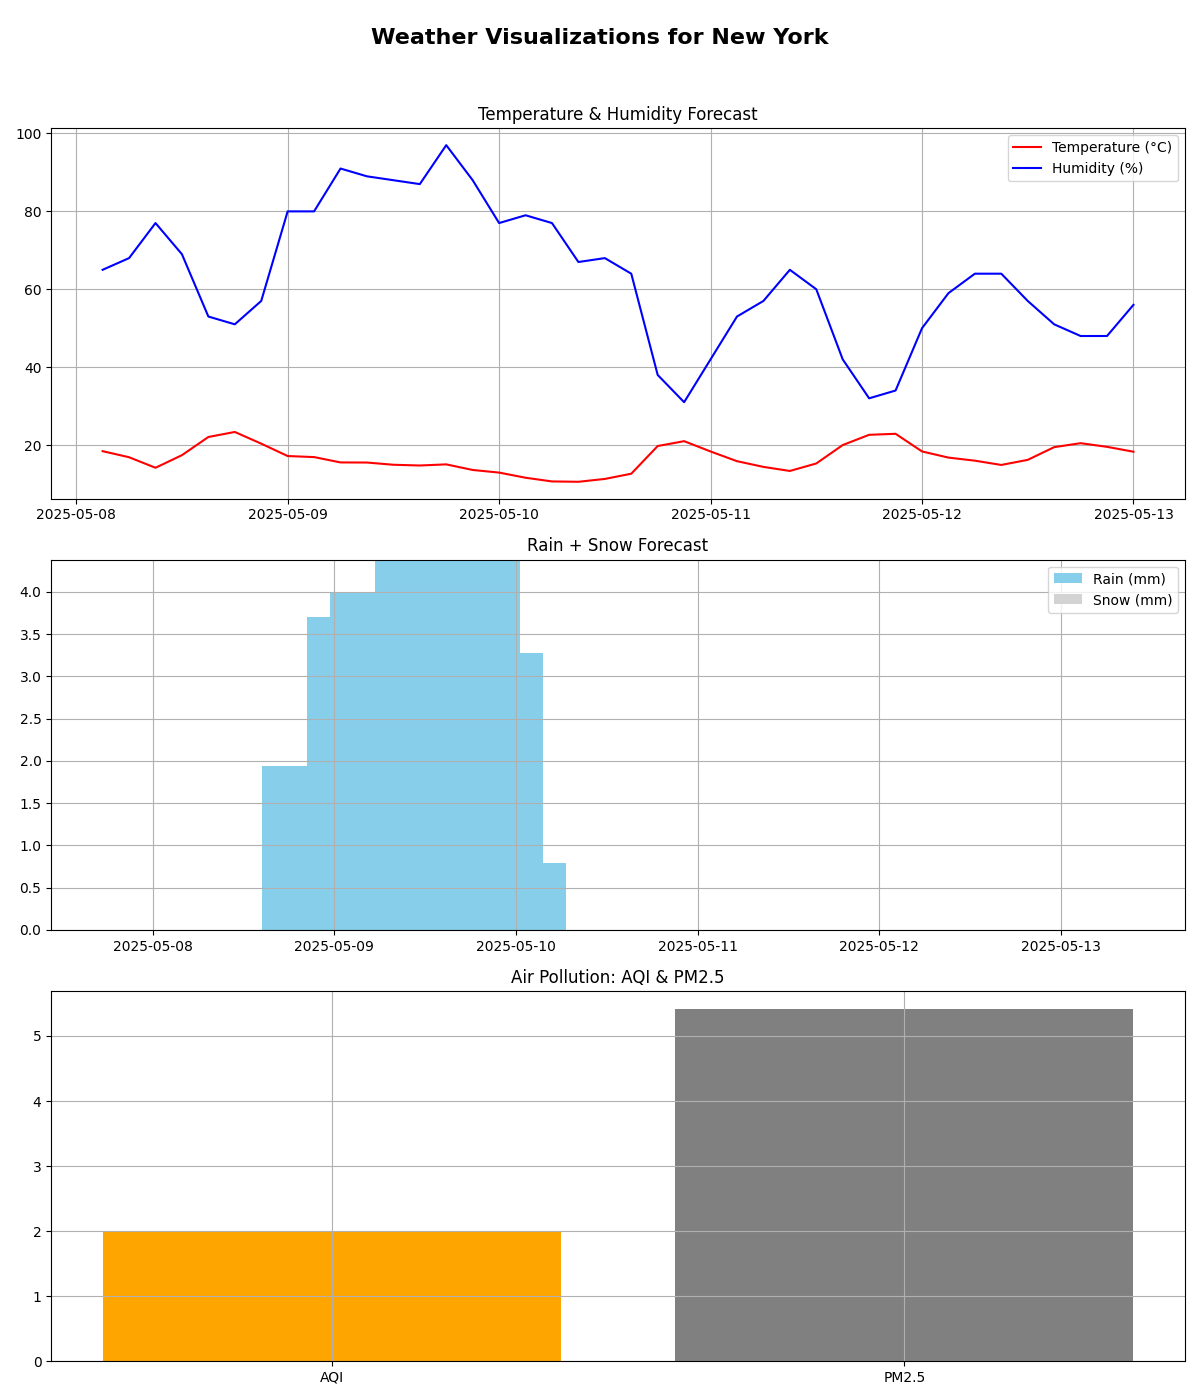 Weather Visualizations for New York
Temperature & Humidity Forecast
100
80
60
40
20
Temperature (°C)
Humidity (%)
2025-05-08 2025-05-09 2025-05-10 2025-05-11 2025-05-12 2025-05-13
Rain + Snow Forecast
4.0
3.5
3.0
2.5
2.0
1.5
1.0
0.5
0.0
Rain (mm)
Snow (mm)
2025-05-08 2025-05-09 2025-05-10 2025-05-11 2025-05-12 2025-05-13
Air Pollution: AQI & PM2.5
5
4
3
2
1
0
AQI PM2.5